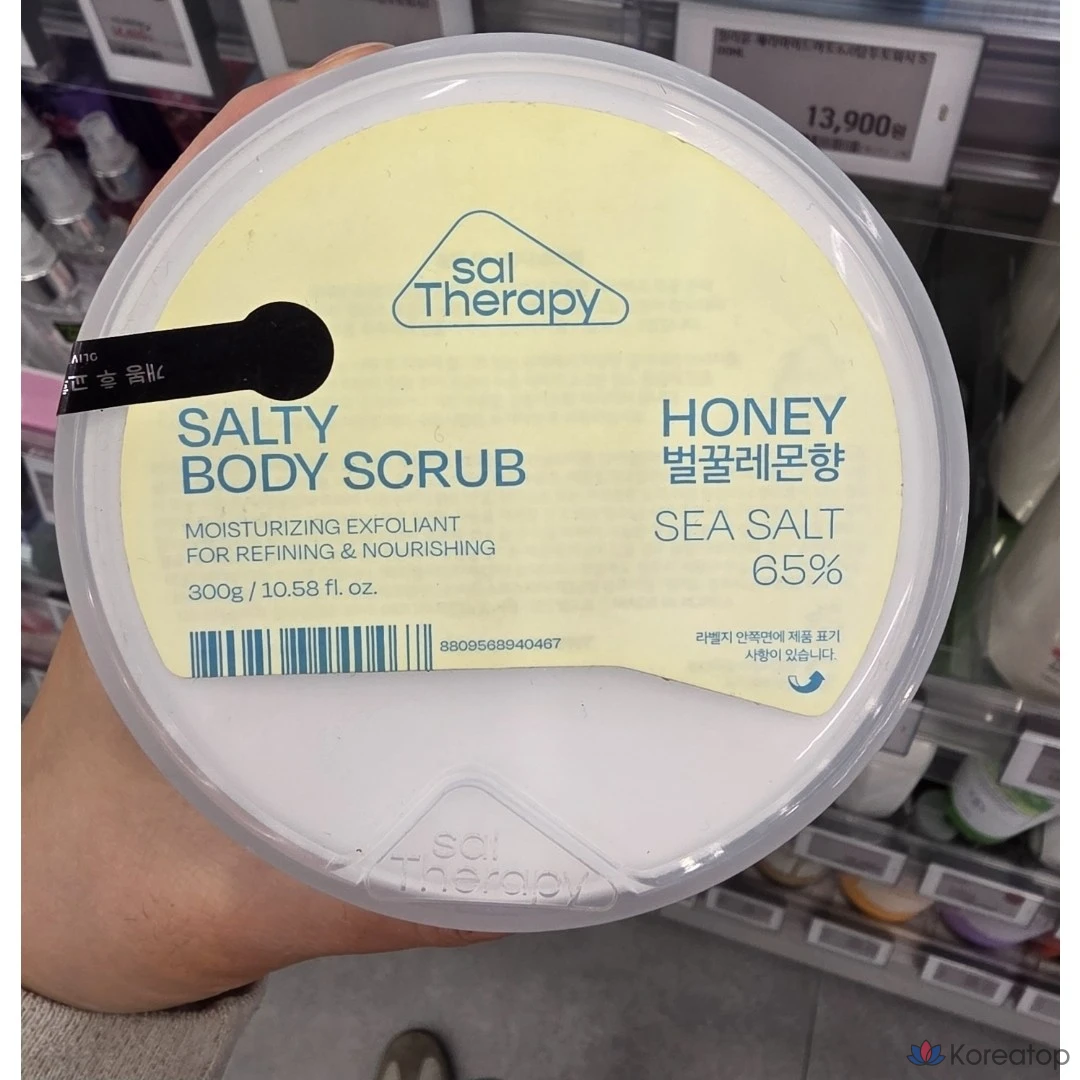 13,900원
sal
Therapy
개봉 후 교
OLIV
SALTY
BODY SCRUB
HONEY
벌꿀레몬향
MOISTURIZING EXFOLIANT
FOR REFINING & NOURISHING
SEA SALT
65%
300g / 10.58 fl. oz.
8809568940467
라벨지 안쪽면에 제품 표기
사항이 있습니다.
sal
Therapy
Koreatop